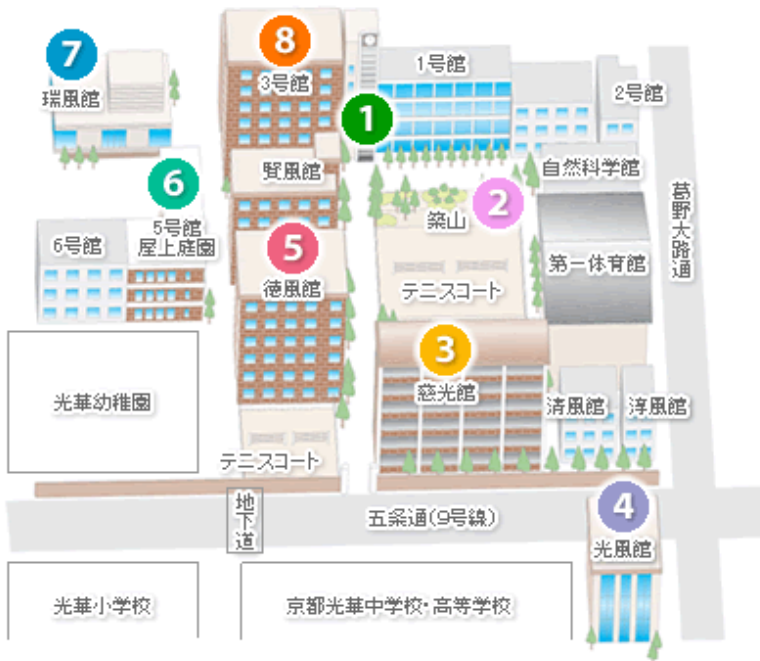 7
瑞風館
8
3号館
1号館
2号館
1
賢風館
自然科学館
葛野大路通
6
5号館
屋上庭園
2
築山
6号館
5
徳風館
テニスコート
第一体育館
3
慈光館
清風館
淳風館
光華幼稚園
テニスコート
地下道
五条通(9号線)
4
光風館
光華小学校
京都光華中学校・高等学校